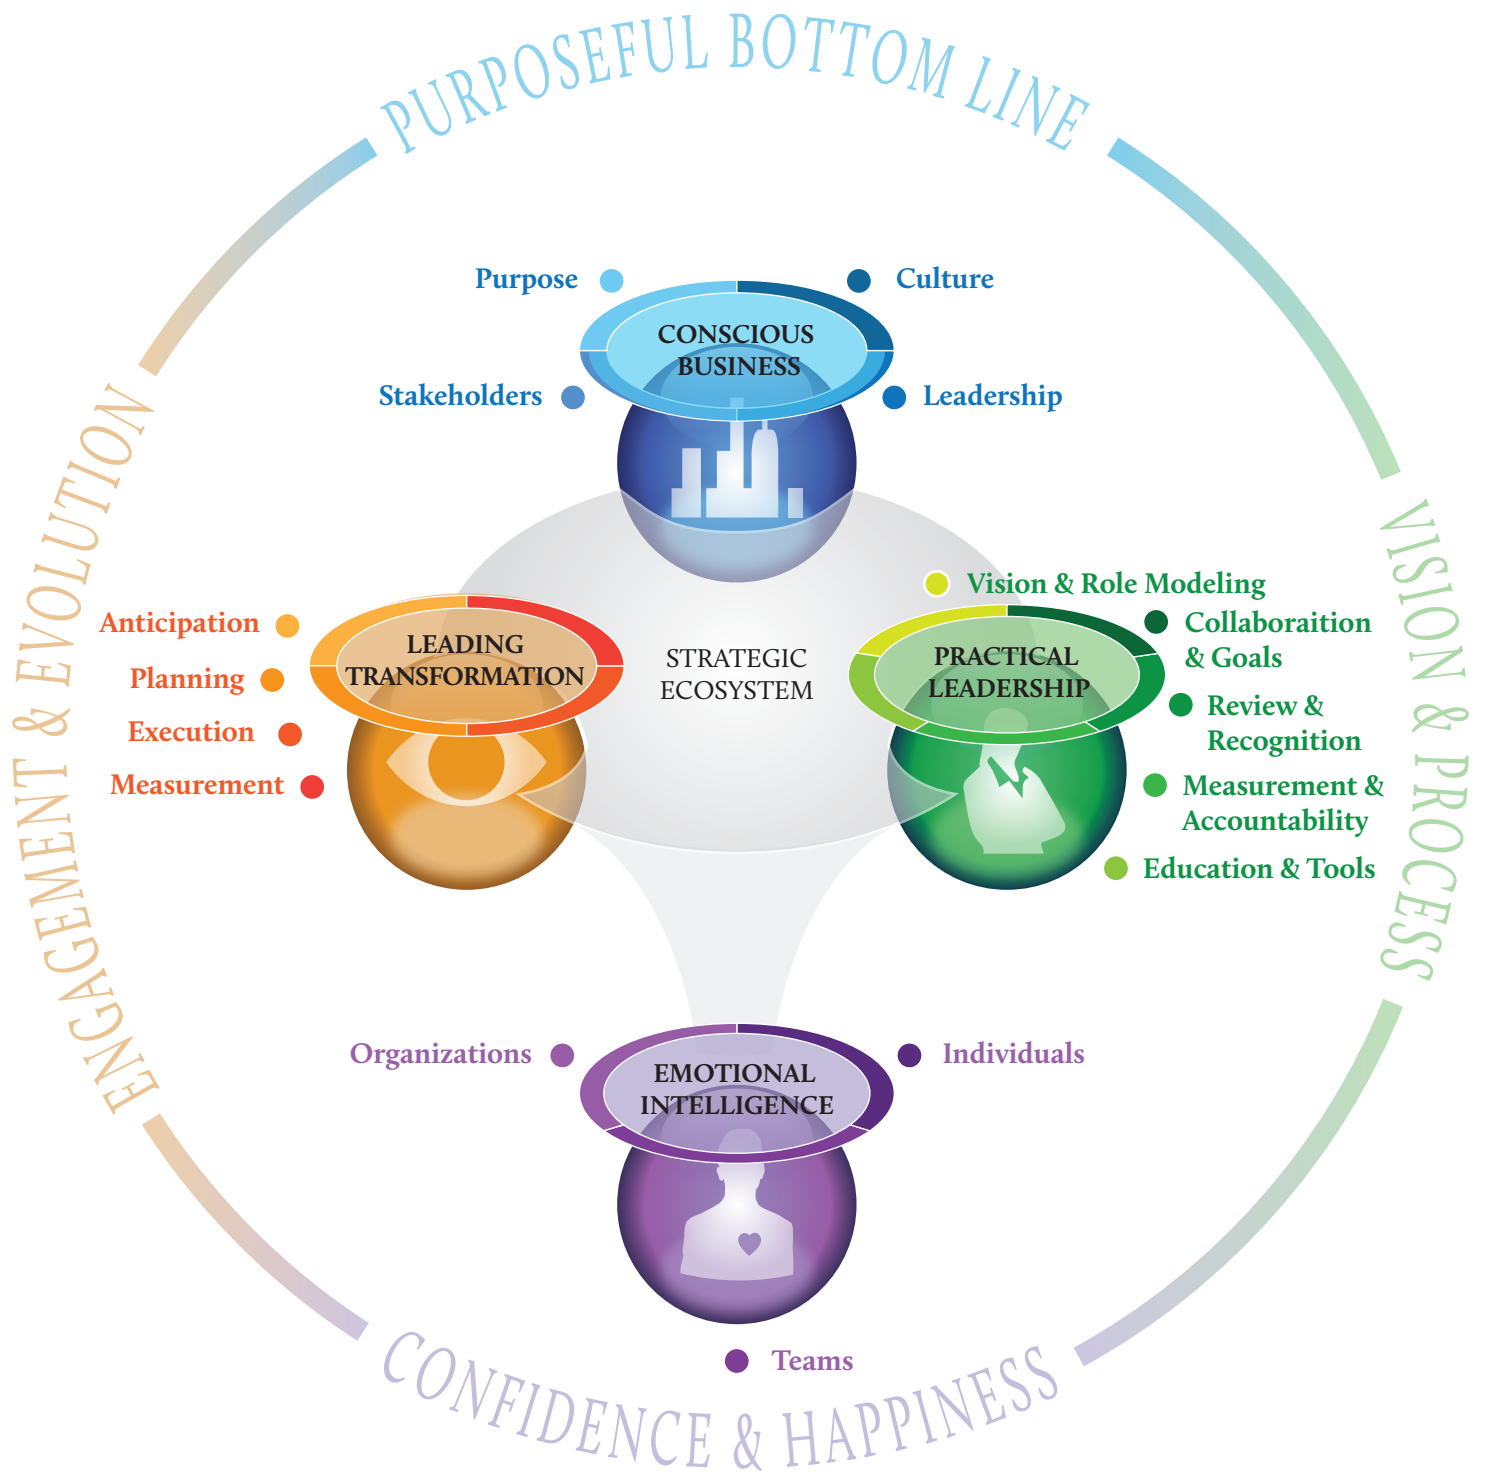 PURPOSEFUL BOTTOM LINE
Purpose
Culture
CONSCIOUS
BUSINESS
Stakeholders
Leadership
ENGAGEMENT & EVOLUTION
VISION & PROCESS
Anticipation
Planning
Execution
Measurement
LEADING
TRANSFORMATION
STRATEGIC
ECOSYSTEM
PRACTICAL
LEADERSHIP
Vision & Role Modeling
Collaboraition
& Goals
Review &
Recognition
Measurement &
Accountability
Education & Tools
Organizations
Individuals
EMOTIONAL
INTELLIGENCE
Teams
CONFIDENCE & HAPPINESS